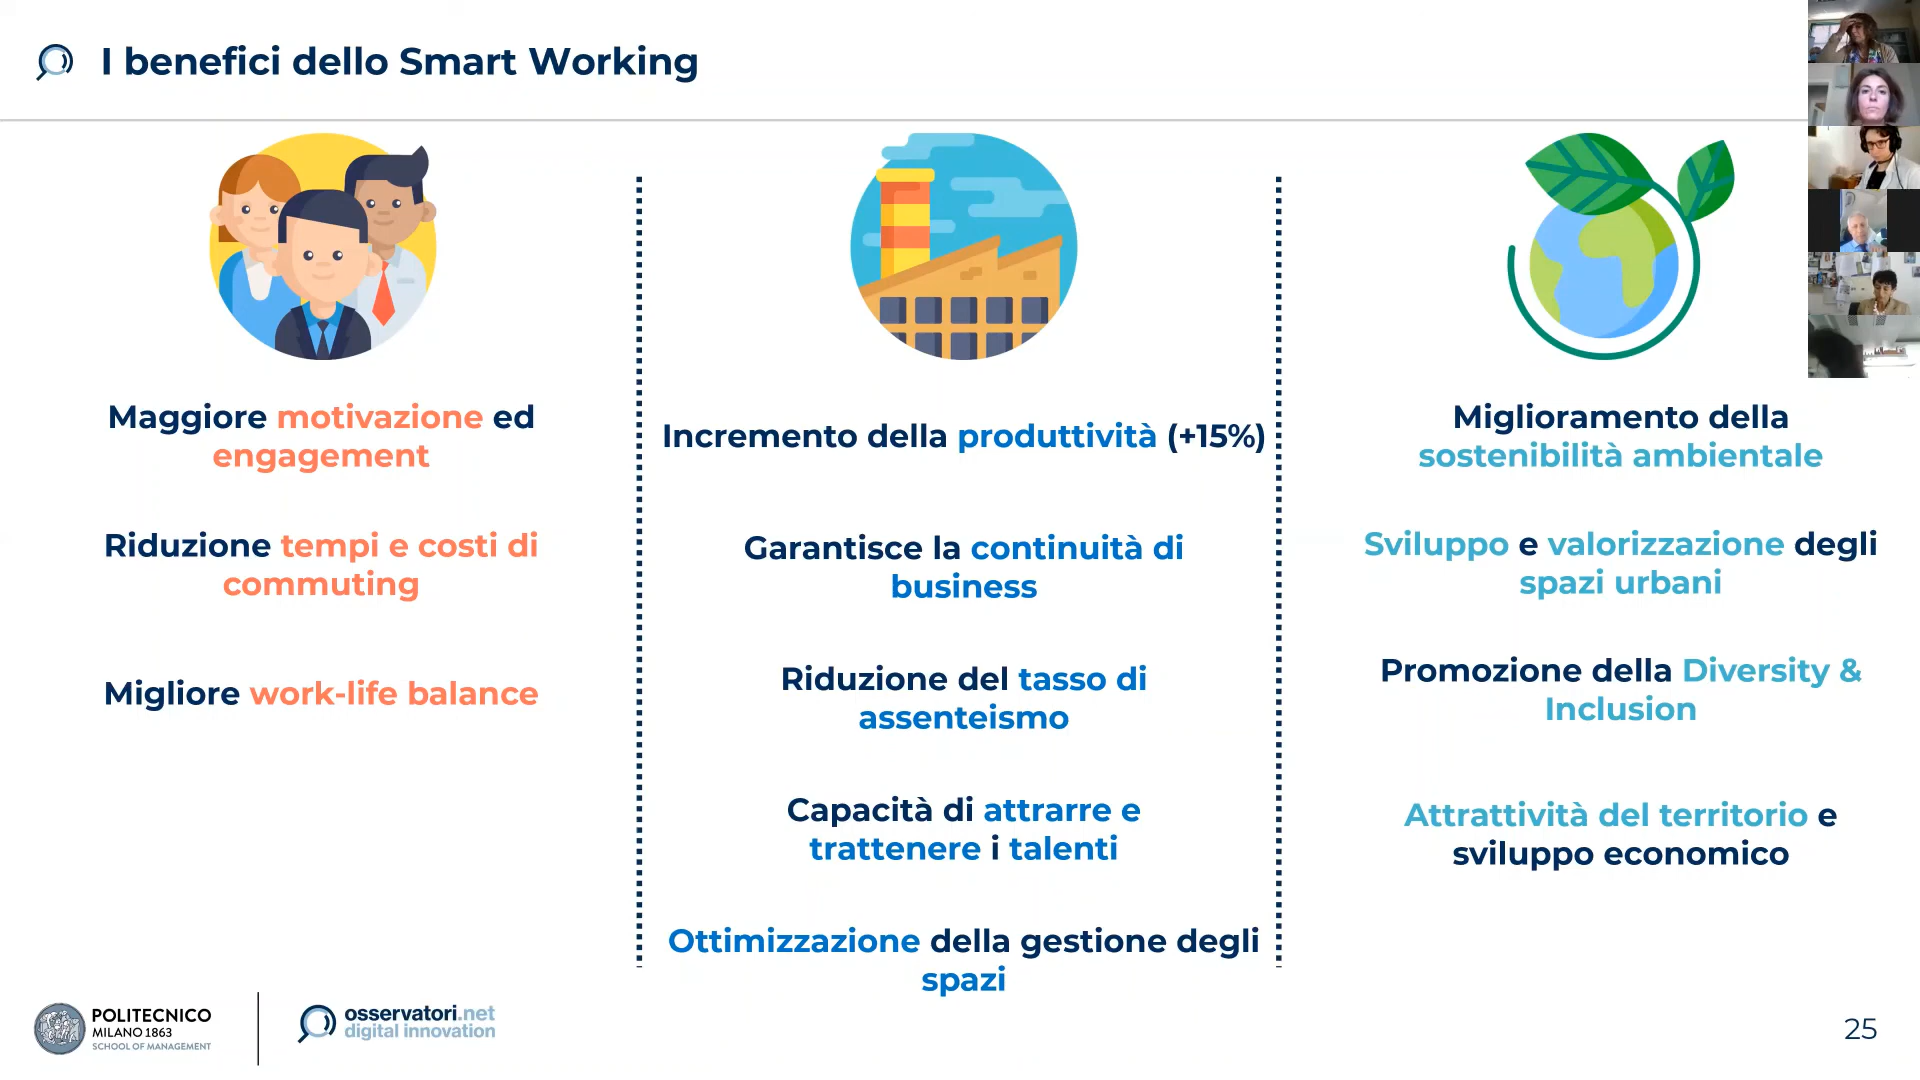 I benefici dello Smart Working
Maggiore motivazione ed
engagement
Riduzione tempi e costi di
commuting
Migliore work-life balance
Incremento della produttività (+15%)
Garantisce la continuità di
business
Riduzione del tasso di
assenteismo
Capacità di attrarre e
trattenere i talenti
Ottimizzazione della gestione degli
spazi
Miglioramento della
sostenibilità ambientale
Sviluppo e valorizzazione degli
spazi urbani
Promozione della Diversity &
Inclusion
Attrattività del territorio e
sviluppo economico
POLITECNICO
MILANO 1863
SCHOOL OF MANAGEMENT
osservatori.net
digital innovation
25